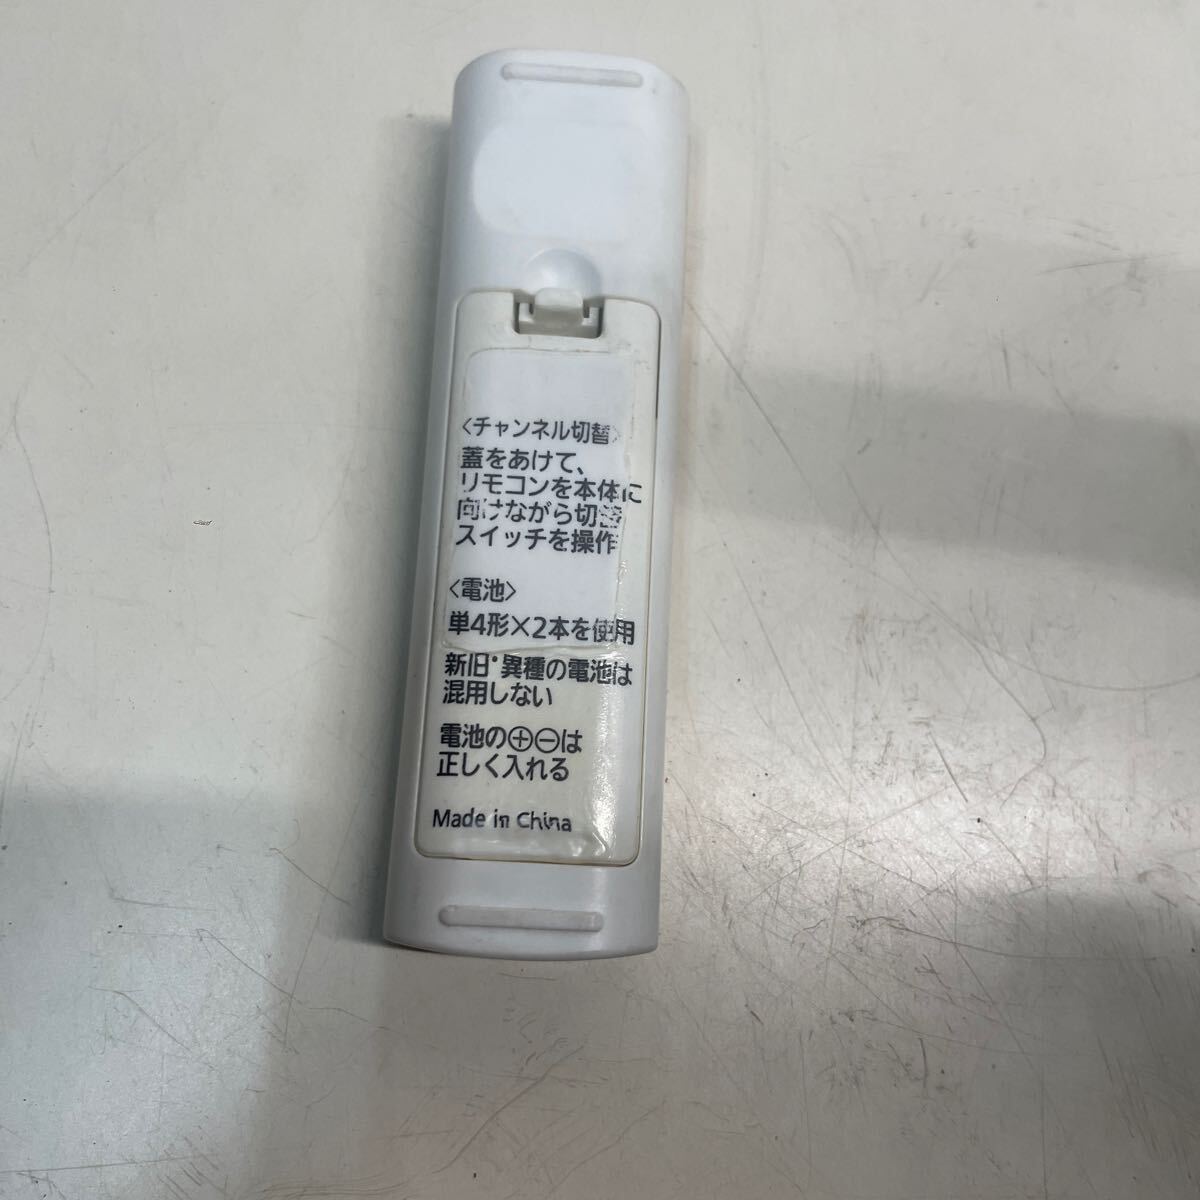 〈チャンネル切替〉
蓋をあけて、
リモコンを本体に
向けながら切替
スイッチを操作
〈電池〉
単4形×2本を使用
新旧・異種の電池は
混用しない
電池の⊕⊖は
正しく入れる
Made in China